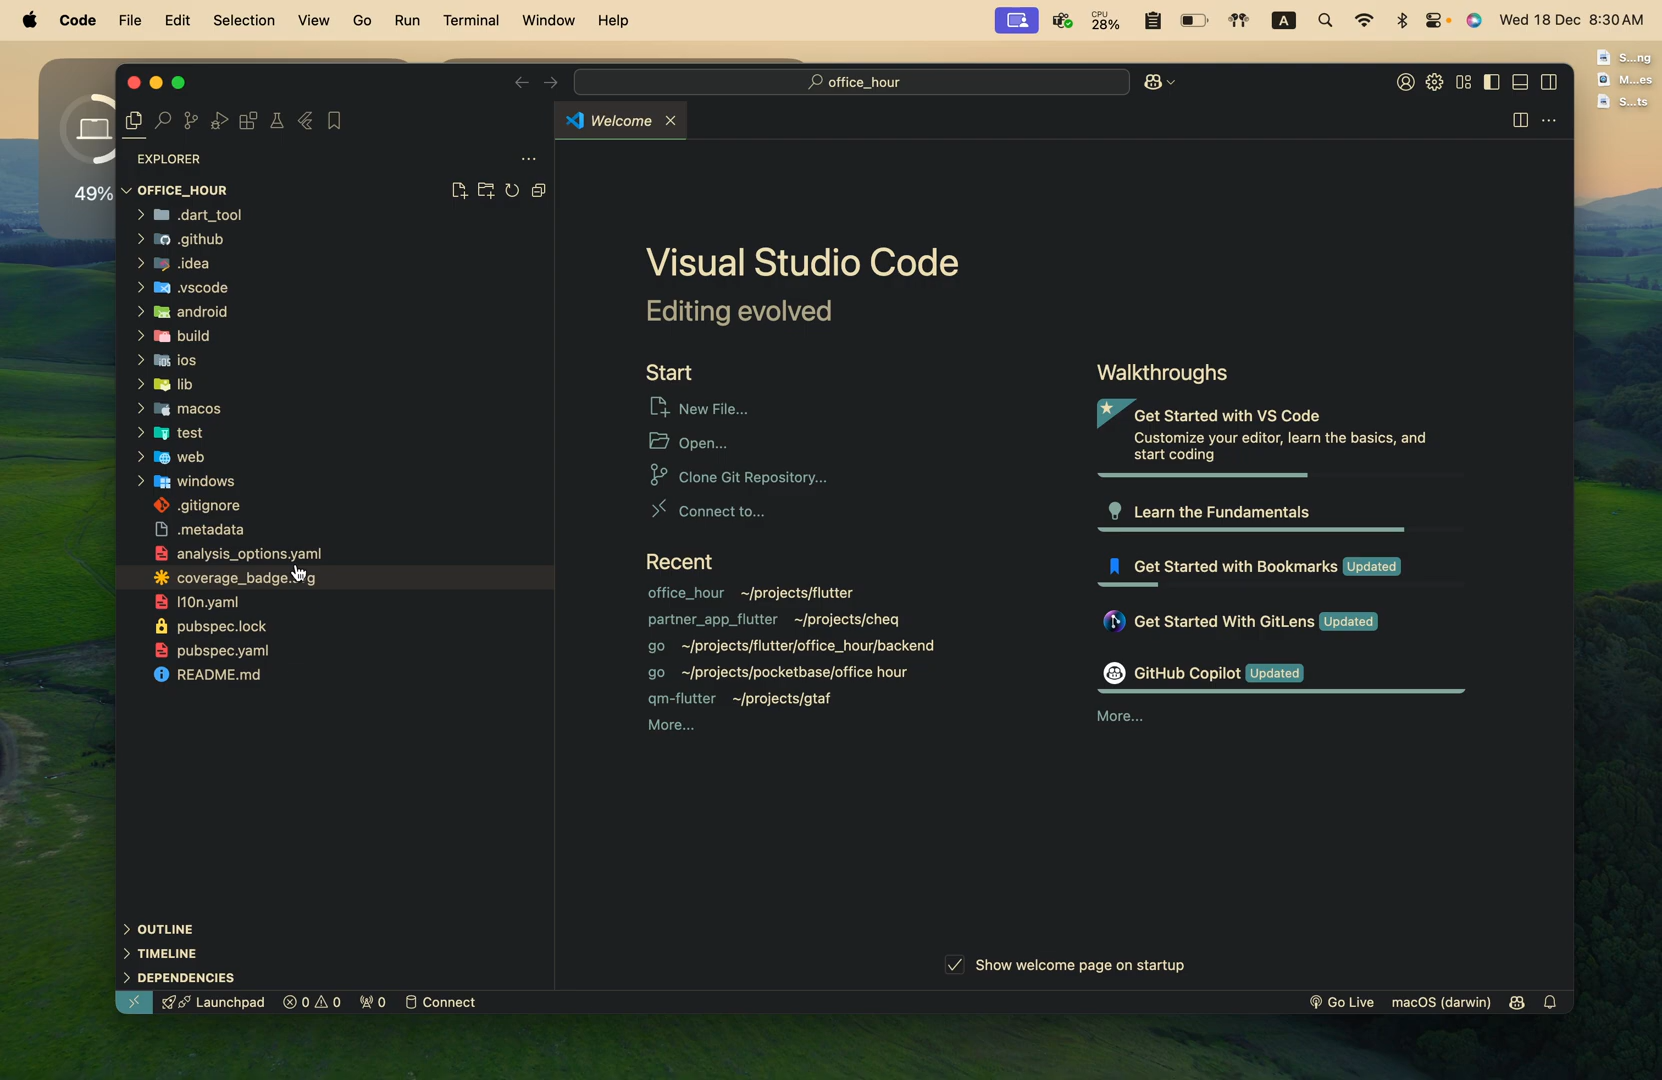 Code File Edit Selection View Go Run Terminal Window Help
CPU
28%
A
Wed 18 Dec 8:30 AM
S...ng
M...es
S...ts
49%
office_hour
Welcome
EXPLORER
OFFICE_HOUR
.dart_tool
.github
.idea
.vscode
android
build
ios
lib
macos
test
web
windows
.gitignore
.metadata
analysis_options.yaml
l10n.yaml
pubspec.lock
pubspec.yaml
README.md
OUTLINE
TIMELINE
DEPENDENCIES
Visual Studio Code
Editing evolved
Start
New File...
Open...
Clone Git Repository...
Connect to...
Recent
office_hour ~/projects/flutter
partner_app_flutter ~/projects/cheq
go ~/projects/flutter/office_hour/backend
go ~/projects/pocketbase/office hour
qm-flutter ~/projects/gtaf
More...
Walkthroughs
Get Started with VS Code
Customize your editor, learn the basics, and
start coding
Learn the Fundamentals
Get Started with Bookmarks Updated
Get Started With GitLens Updated
GitHub Copilot Updated
More...
Show welcome page on startup
Launchpad 0 0 0 Connect
Go Live macOS (darwin)